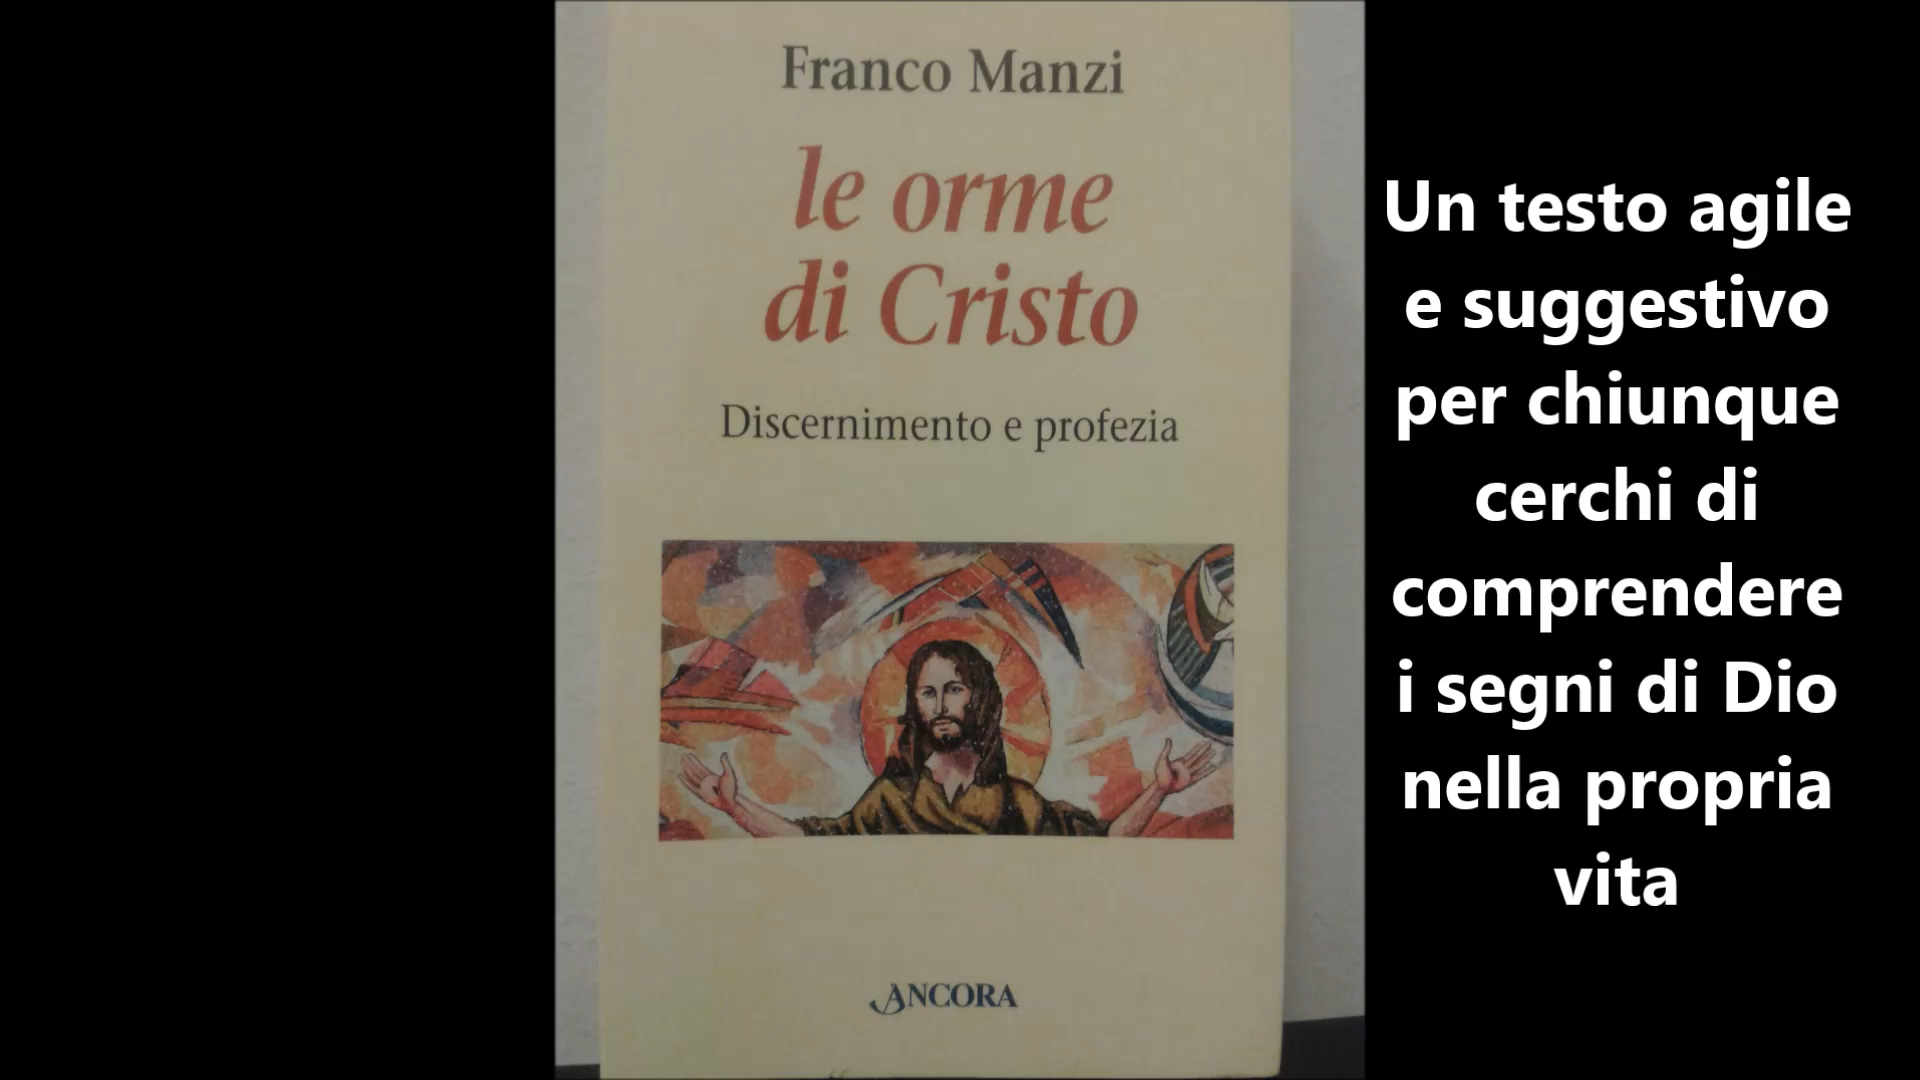 Franco Manzi
le orme
di Cristo
Discernimento e profezia
ANCORA
Un testo agile
e suggestivo
per chiunque
cerchi di
comprendere
i segni di Dio
nella propria
vita